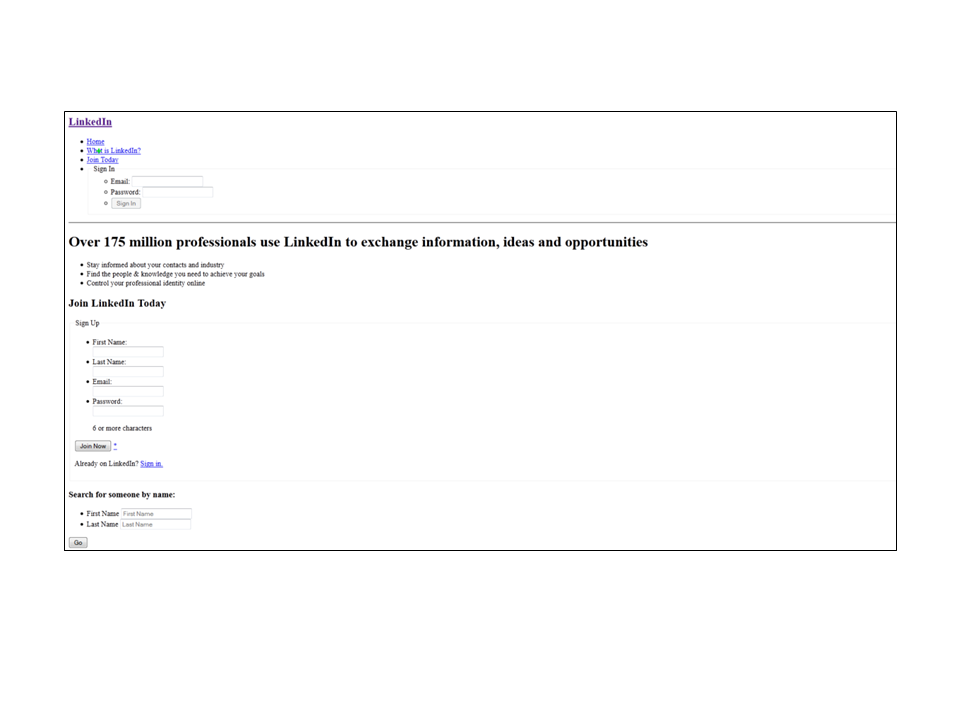 LinkedIn
Home
What is LinkedIn?
Join Today
Sign In
Email:
Password:
Sign In
Over 175 million professionals use LinkedIn to exchange information, ideas and opportunities
Stay informed about your contacts and industry
Find the people & knowledge you need to achieve your goals
Control your professional identity online
Join LinkedIn Today
Sign Up
First Name:
Last Name:
Email:
Password:
6 or more characters
Join Now *
Already on LinkedIn? Sign in.
Search for someone by name:
First Name First Name
Last Name Last Name
Go